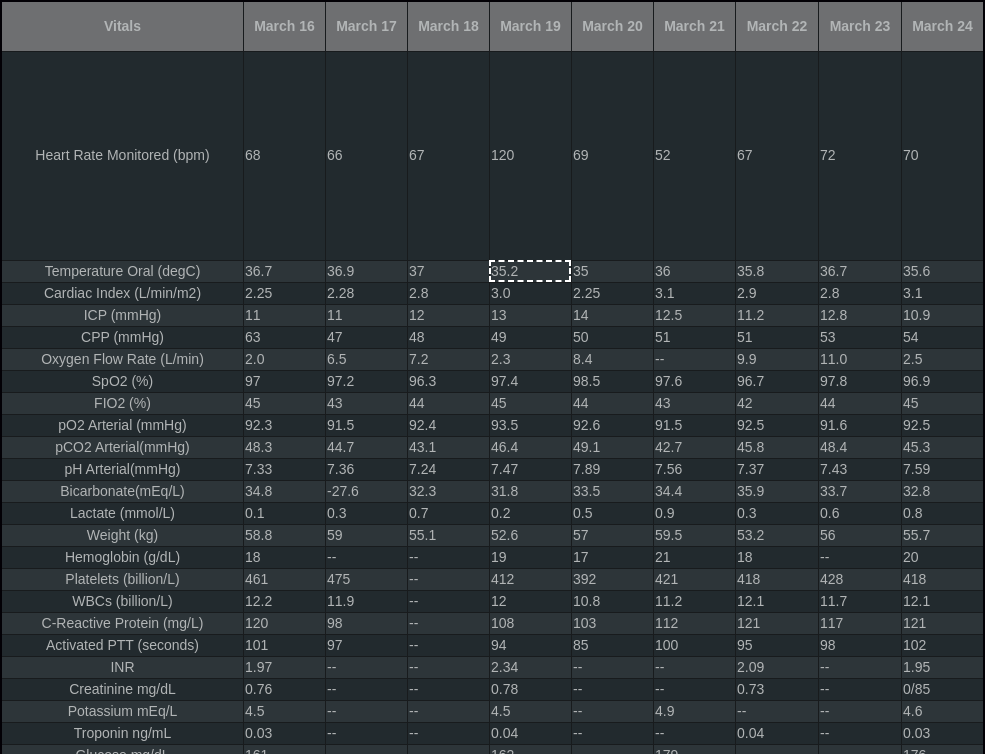 Vitals March 16 March 17 March 18 March 19 March 20 March 21 March 22 March 23 March 24
Heart Rate Monitored (bpm) 68 66 67 120 69 52 67 72 70
Temperature Oral (degC) 36.7 36.9 37 35.2 35 36 35.8 36.7 35.6
Cardiac Index (L/min/m2) 2.25 2.28 2.8 3.0 2.25 3.1 2.9 2.8 3.1
ICP (mmHg) 11 11 12 13 14 12.5 11.2 12.8 10.9
CPP (mmHg) 63 47 48 49 50 51 51 53 54
Oxygen Flow Rate (L/min) 2.0 6.5 7.2 2.3 8.4 -- 9.9 11.0 2.5
SpO2 (%) 97 97.2 96.3 97.4 98.5 97.6 96.7 97.8 96.9
FIO2 (%) 45 43 44 45 44 43 42 44 45
pO2 Arterial (mmHg) 92.3 91.5 92.4 93.5 92.6 91.5 92.5 91.6 92.5
pCO2 Arterial(mmHg) 48.3 44.7 43.1 46.4 49.1 42.7 45.8 48.4 45.3
pH Arterial(mmHg) 7.33 7.36 7.24 7.47 7.89 7.56 7.37 7.43 7.59
Bicarbonate(mEq/L) 34.8 -27.6 32.3 31.8 33.5 34.4 35.9 33.7 32.8
Lactate (mmol/L) 0.1 0.3 0.7 0.2 0.5 0.9 0.3 0.6 0.8
Weight (kg) 58.8 59 55.1 52.6 57 59.5 53.2 56 55.7
Hemoglobin (g/dL) 18 -- -- 19 17 21 18 -- 20
Platelets (billion/L) 461 475 -- 412 392 421 418 428 418
WBCs (billion/L) 12.2 11.9 -- 12 10.8 11.2 12.1 11.7 12.1
C-Reactive Protein (mg/L) 120 98 -- 108 103 112 121 117 121
Activated PTT (seconds) 101 97 -- 94 85 100 95 98 102
INR 1.97 -- -- 2.34 -- -- 2.09 -- 1.95
Creatinine mg/dL 0.76 -- -- 0.78 -- -- 0.73 -- 0/85
Potassium mEq/L 4.5 -- -- 4.5 -- 4.9 -- -- 4.6
Troponin ng/mL 0.03 -- -- 0.04 -- -- 0.04 -- 0.03
Glucose mg/dL 161